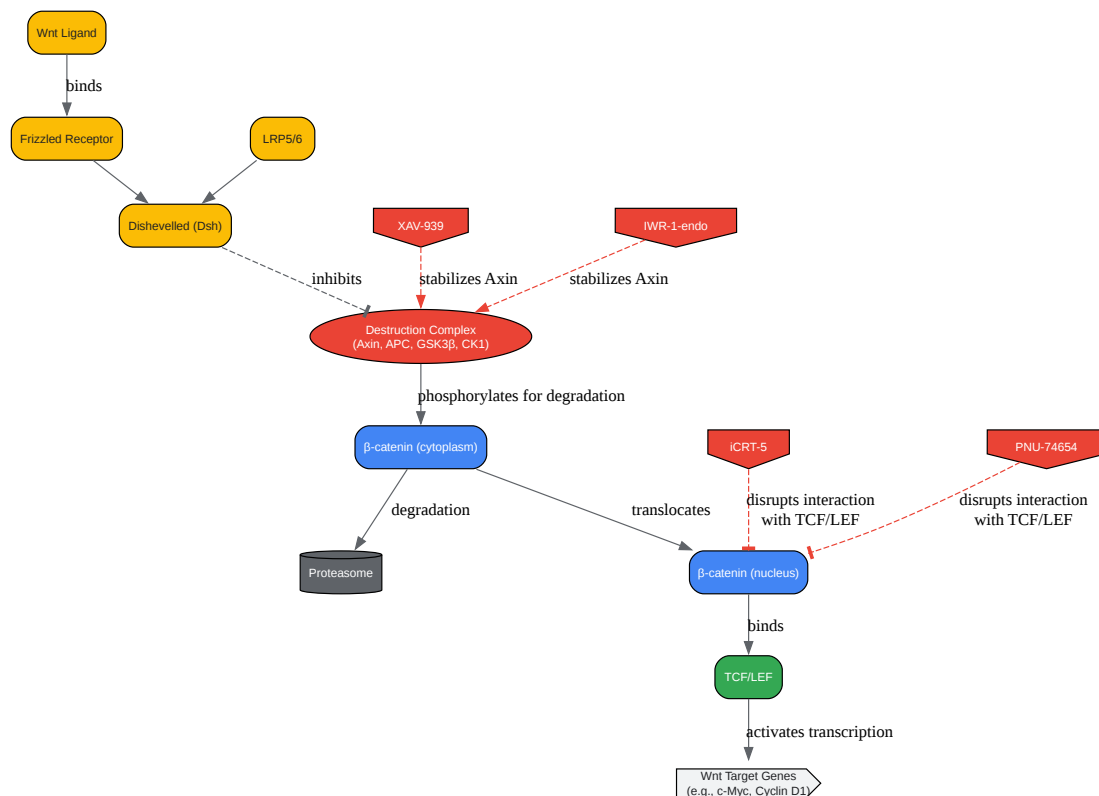 Wnt Ligand
binds
Frizzled Receptor
LRP5/6
Dishevelled (Dsh)
XAV-939
IWR-1-endo
inhibits
stabilizes Axin
stabilizes Axin
Destruction Complex
(Axin, APC, GSK3β, CK1)
phosphorylates for degradation
β-catenin (cytoplasm)
iCRT-5
PNU-74654
degradation
translocates
disrupts interaction
with TCF/LEF
disrupts interaction
with TCF/LEF
Proteasome
β-catenin (nucleus)
binds
TCF/LEF
activates transcription
Wnt Target Genes
(e.g., c-Myc, Cyclin D1)